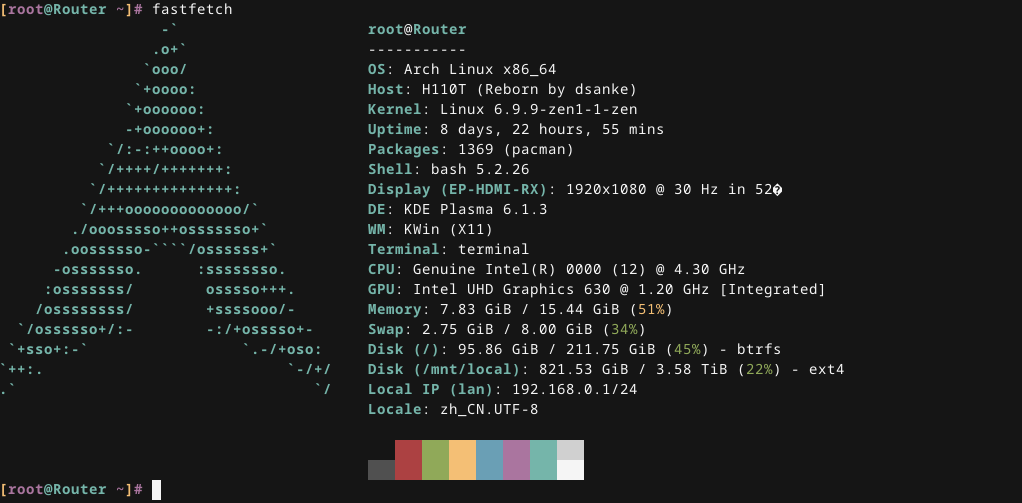 [root@Router ~]# fastfetch
                  -`                     root@Router
                 .o+`                    -----------
                `ooo/                    OS: Arch Linux x86_64
               `+oooo:                   Host: H110T (Reborn by dsanke)
              `+oooooo:                  Kernel: Linux 6.9.9-zen1-1-zen
              -+oooooo+:                 Uptime: 8 days, 22 hours, 55 mins
            `/:-:++oooo+:                Packages: 1369 (pacman)
           `/++++/+++++++:               Shell: bash 5.2.26
          `/++++++++++++++:              Display (EP-HDMI-RX): 1920x1080 @ 30 Hz in 52�
         `/+++ooooooooooooo/`            DE: KDE Plasma 6.1.3
        ./ooosssso++osssssso+`           WM: KWin (X11)
       .oossssso-````/ossssss+`          Terminal: terminal
      -osssssso.      :ssssssso.         CPU: Genuine Intel(R) 0000 (12) @ 4.30 GHz
     :osssssss/        osssso+++.        GPU: Intel UHD Graphics 630 @ 1.20 GHz [Integrated]
    /ossssssss/        +ssssooo/-        Memory: 7.83 GiB / 15.44 GiB (51%)
  `/ossssso+/:-        -:/+osssso+-      Swap: 2.75 GiB / 8.00 GiB (34%)
 `+sso+:-`                 `.-/+oso:     Disk (/): 95.86 GiB / 211.75 GiB (45%) - btrfs
`++:.                           `-/+/    Disk (/mnt/local): 821.53 GiB / 3.58 TiB (22%) - ext4
.`                                 `/    Local IP (lan): 192.168.0.1/24
                                         Locale: zh_CN.UTF-8
[root@Router ~]#